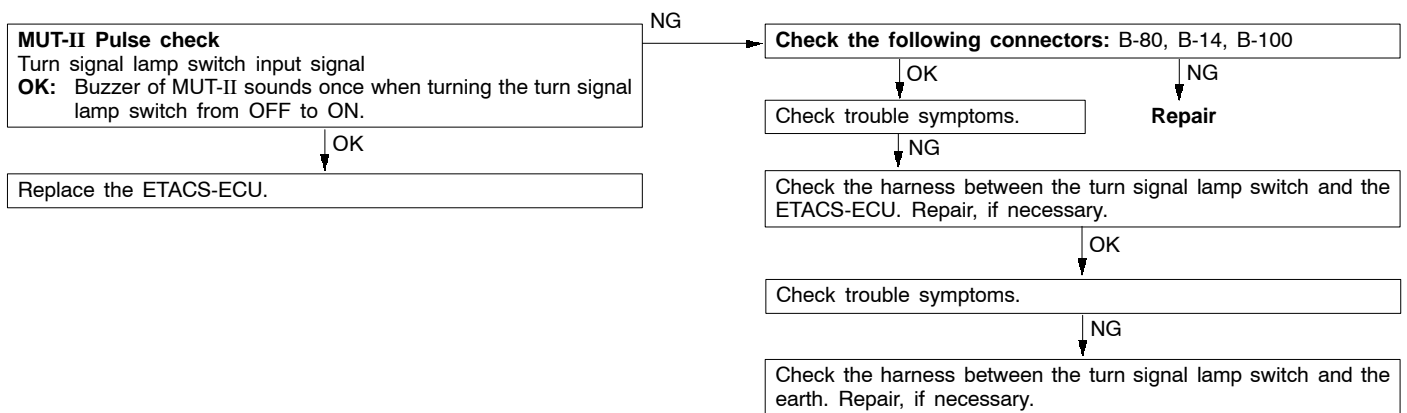 MUT-II Pulse check
Turn signal lamp switch input signal
OK: Buzzer of MUT-II sounds once when turning the turn signal
lamp switch from OFF to ON.
OK
Replace the ETACS-ECU.
NG
Check the following connectors: B-80, B-14, B-100
OK
NG
Check trouble symptoms.
Repair
NG
Check the harness between the turn signal lamp switch and the
ETACS-ECU. Repair, if necessary.
OK
Check trouble symptoms.
NG
Check the harness between the turn signal lamp switch and the
earth. Repair, if necessary.